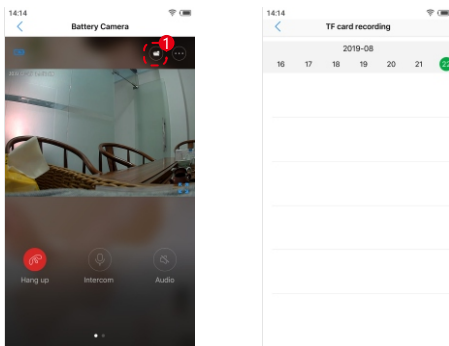 14:14
Battery Camera
1
Hang up
Intercom
Audio
14:14
TF card recording
2019-08
16 17 18 19 20 21 22